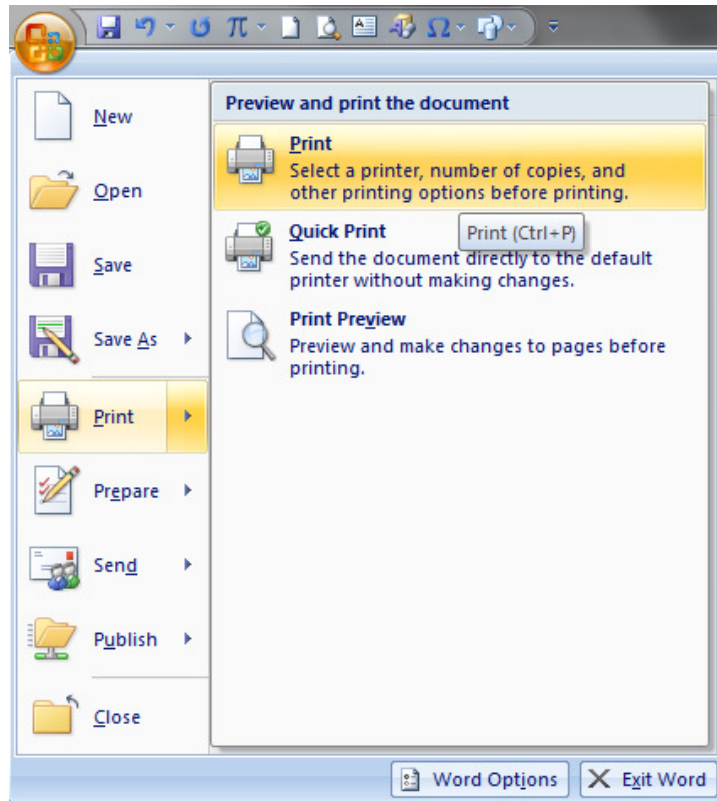 π Ω
New
Open
Save
Save As
Print
Prepare
Send
Publish
Close
Preview and print the document
Print
Select a printer, number of copies, and
other printing options before printing.
Quick Print
Print (Ctrl+P)
Send the document directly to the default
printer without making changes.
Print Preview
Preview and make changes to pages before
printing.
Word Options
Exit Word